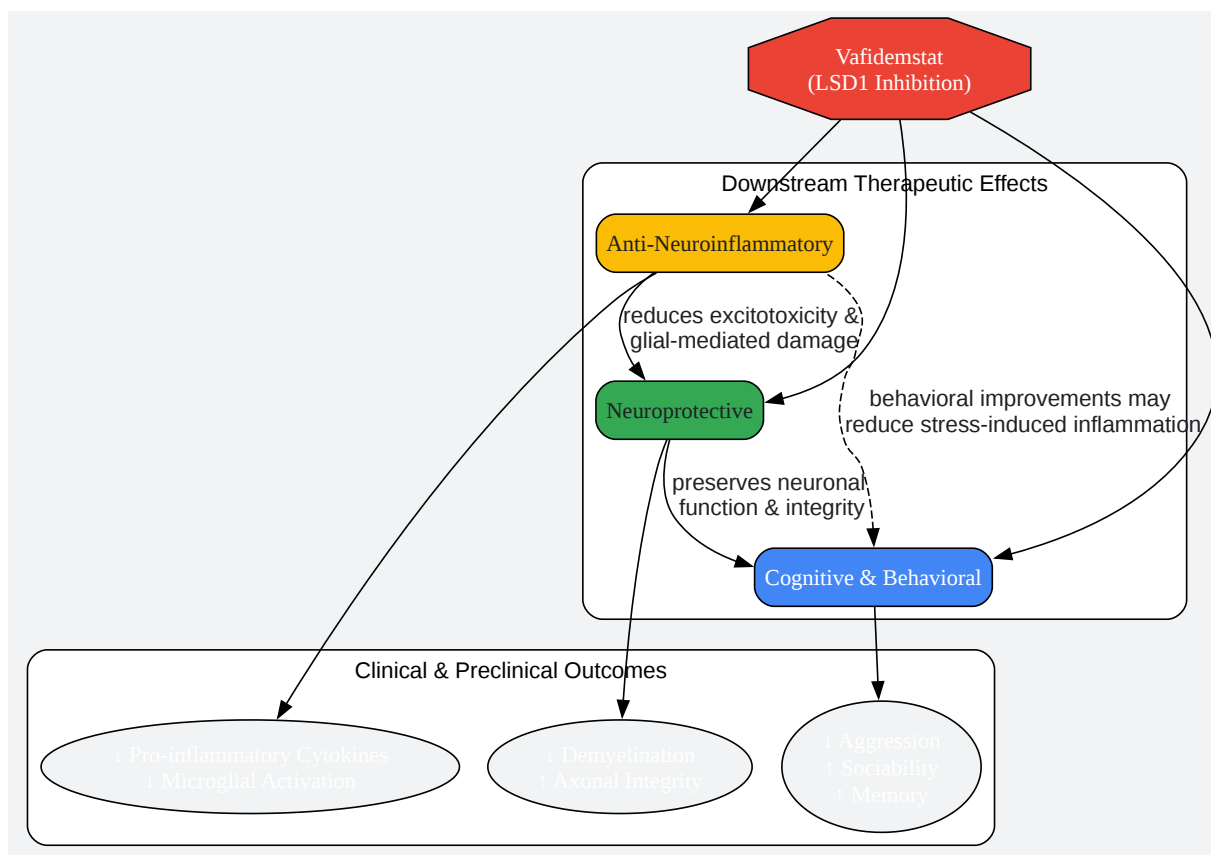 Vafidemstat
(LSD1 Inhibition)
Downstream Therapeutic Effects
Anti-Neuroinflammatory
reduces excitotoxicity &
glial-mediated damage
Neuroprotective
behavioral improvements may
reduce stress-induced inflammation
preserves neuronal
function & integrity
Cognitive & Behavioral
Clinical & Preclinical Outcomes
↓ Pro-inflammatory Cytokines
↓ Microglial Activation
↓ Demyelination
↑ Axonal Integrity
↓ Aggression
↑ Sociability
↑ Memory